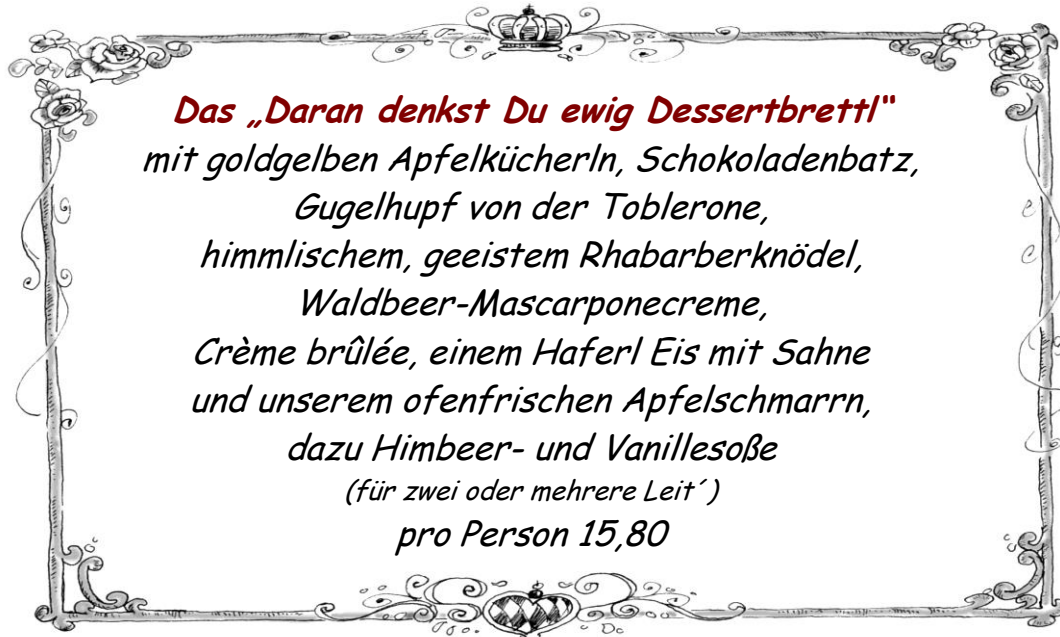 Das „Daran denkst Du ewig Dessertbrettl“
mit goldgelben Apfelkücherln, Schokoladenbatz,
Gugelhupf von der Toblerone,
himmlischem, geeistem Rhabarberknödel,
Waldbeer-Mascarponecreme,
Crème brûlée, einem Haferl Eis mit Sahne
und unserem ofenfrischen Apfelschmarrn,
dazu Himbeer- und Vanillesoße
(für zwei oder mehrere Leit´)
pro Person 15,80